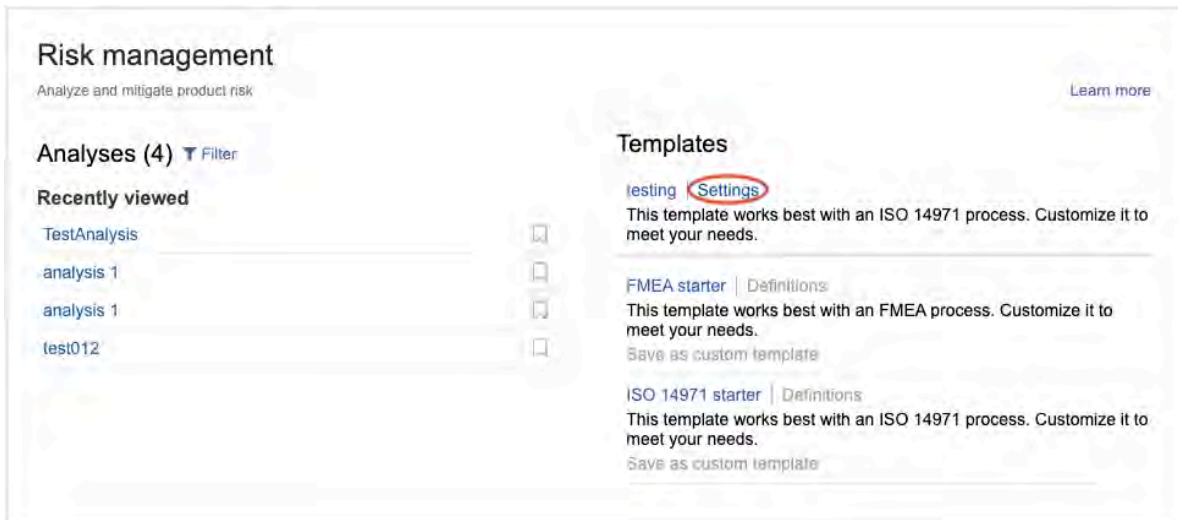 Risk management
Analyze and mitigate product risk
Learn more
Analyses (4) Filter
Recently viewed
TestAnalysis
analysis 1
analysis 1
test012
Templates
testing | Settings
This template works best with an ISO 14971 process. Customize it to
meet your needs.
FMEA starter | Definitions
This template works best with an FMEA process. Customize it to
meet your needs.
Save as custom template
ISO 14971 starter | Definitions
This template works best with an ISO 14971 process. Customize it to
meet your needs.
Save as custom template